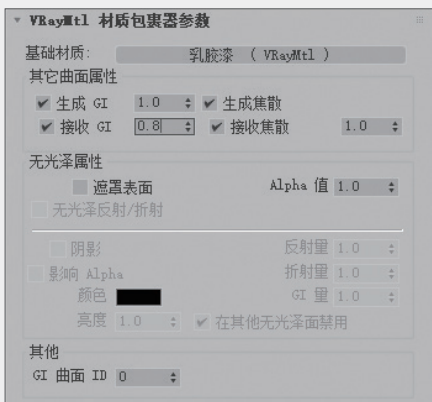 VRayMtl 材质包裹器参数
基础材质: 乳胶漆 ( VRayMtl )
其它曲面属性
生成 GI 1.0 生成焦散
接收 GI 0.8 接收焦散 1.0
无光泽属性
遮罩表面 Alpha 值 1.0
无光泽反射/折射
阴影 反射量 1.0
影响 Alpha 折射量 1.0
颜色 GI 量 1.0
亮度 1.0 在其他无光泽面禁用
其他
GI 曲面 ID 0